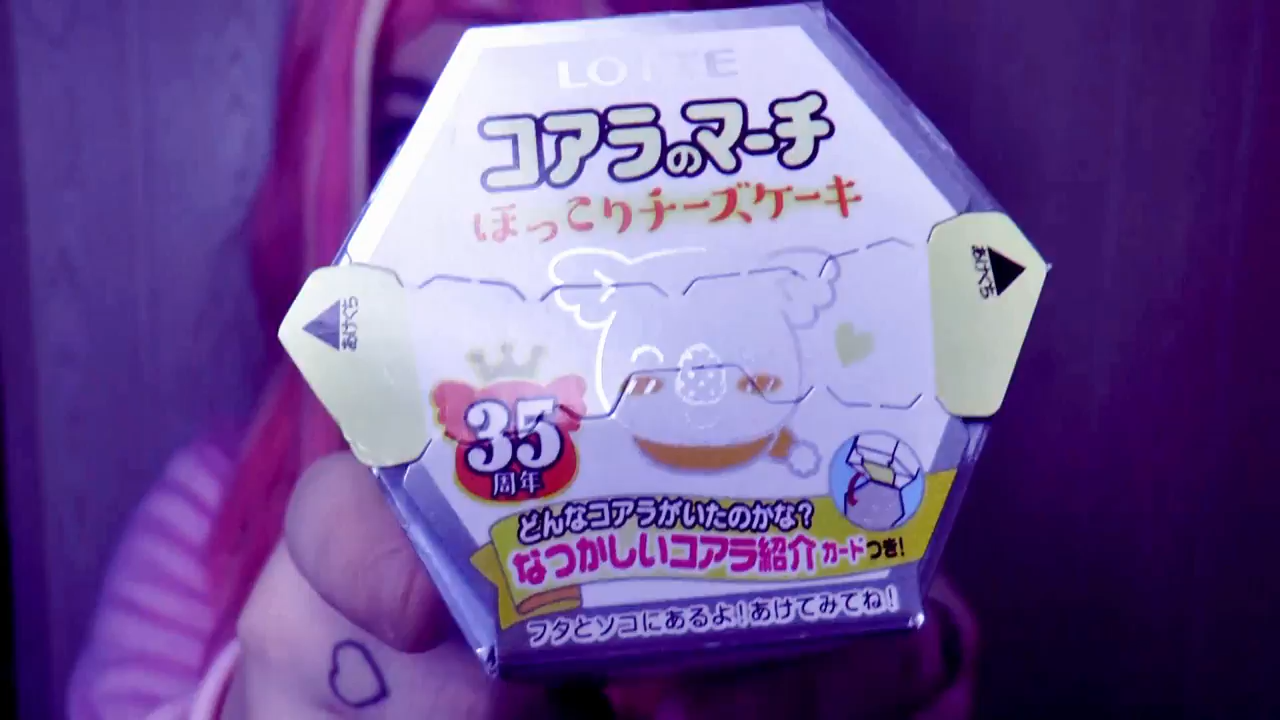 LOTTE
コアラのマーチ
ほっこりチーズケーキ
あけぐち
あけぐち
35
周年
どんなコアラがいたのかな?
なつかしいコアラ紹介カードつき!
フタとソコにあるよ!あけてみてね!